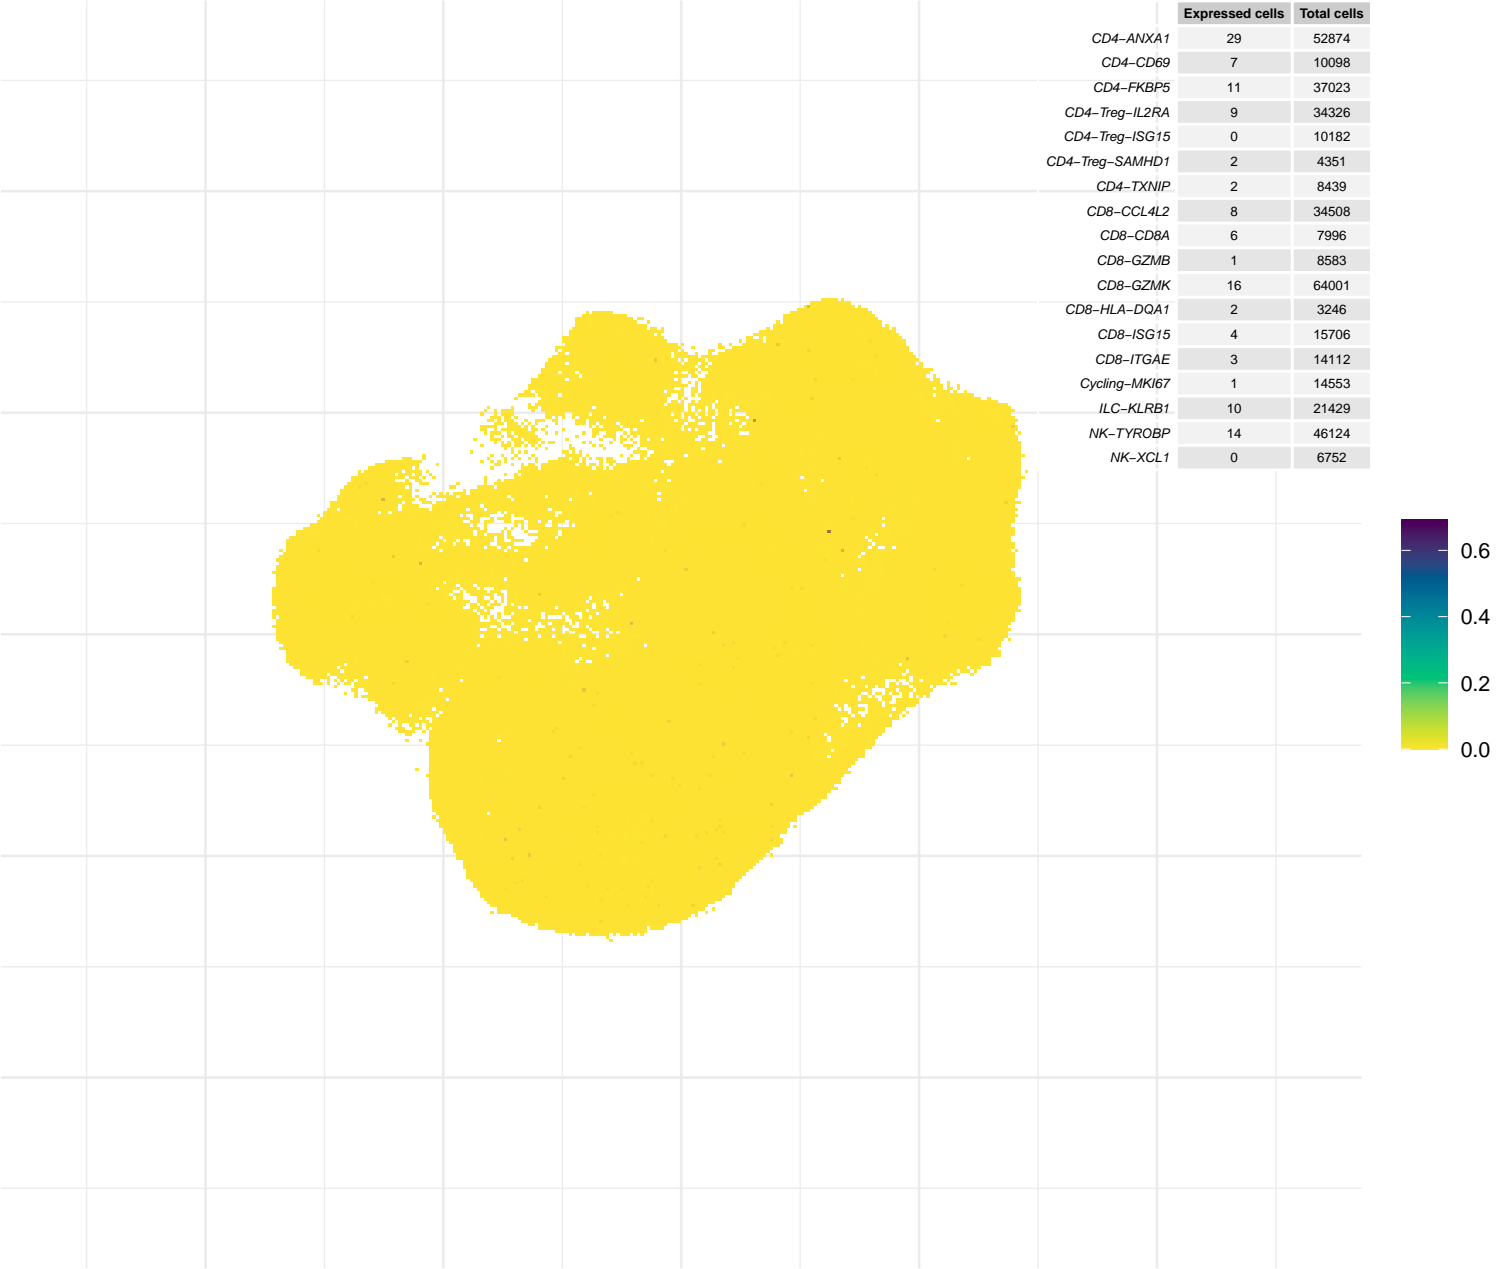 Expressed cells Total cells
CD4−ANXA1 29 52874
CD4−CD69 7 10098
CD4−FKBP5 11 37023
CD4−Treg−IL2RA 9 34326
CD4−Treg−ISG15 0 10182
CD4−Treg−SAMHD1 2 4351
CD4−TXNIP 2 8439
CD8−CCL4L2 8 34508
CD8−CD8A 6 7996
CD8−GZMB 1 8583
CD8−GZMK 16 64001
CD8−HLA−DQA1 2 3246
CD8−ISG15 4 15706
CD8−ITGAE 3 14112
Cycling−MKI67 1 14553
ILC−KLRB1 10 21429
NK−TYROBP 14 46124
NK−XCL1 0 6752
0.6
0.4
0.2
0.0